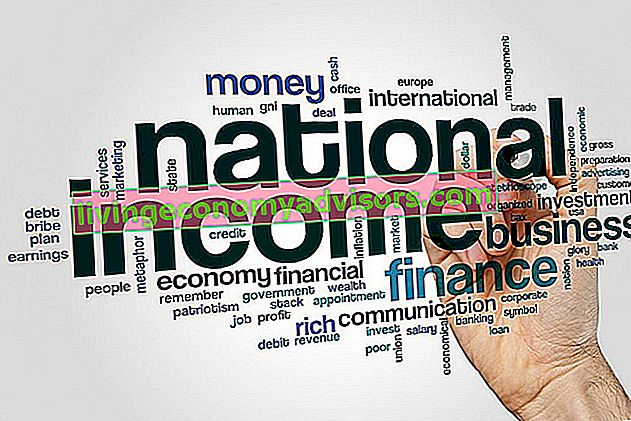 management
cash
office
europe
money
international
human
gni
deal
trade
national
services
marketing
state
dollar
independence
economic
gross
preparation
advertising
customer
ethoscope
organized
investment
tax
usa
livingeconomyadvisors.com
income
debt
bribe
plan
earnings
people
metaphor
credit
inflation
market
business
glory
bank
nation
health
economy
financial
finance
remember
government
wealth
patriotism
stack
appointment
job
profit
rich
communication
corporate
symbol
banking
loan
debit
revenue
invest
salary
poor
union
economical